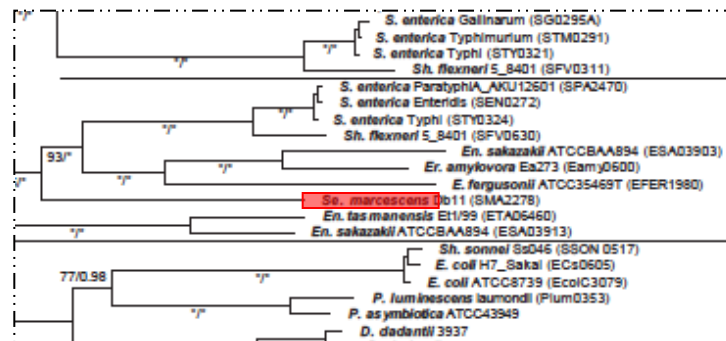 */*
S. enterica Gallinarum (SG0295A)
S. enterica Typhimurium (STM0291)
*/*
S. enterica Typhi (STY0321)
*/*
Sh. flexneri 5_8401 (SFV0311)
S. enterica ParatyphiA_AKU12601 (SPA2470)
S. enterica Enteridis (SEN0272)
*/*
S. enterica Typhi (STY0324)
*/*
Sh. flexneri 5_8401 (SFV0630)
En. sakazakii ATCCBAA894 (ESA03903)
93/*
*/*
Er. amylovora Ea273 (Eamy0600)
*/*
E. fergusonii ATCC35469T (EFER1980)
Se. marcescens Db11 (SMA2278)
En. tasmanensis Et1/99 (ETA06460)
*/*
En. sakazakii ATCCBAA894 (ESA03913)
Sh. sonnei Ss046 (SSON 0517)
77/0.98
*/*
E. coli H7_Sakai (ECs0605)
E. coli ATCC8739 (EcolC3079)
P. luminescens laumondii (Plum0353)
*/*
P. asymbiotica ATCC43949
D. dadantii 3937